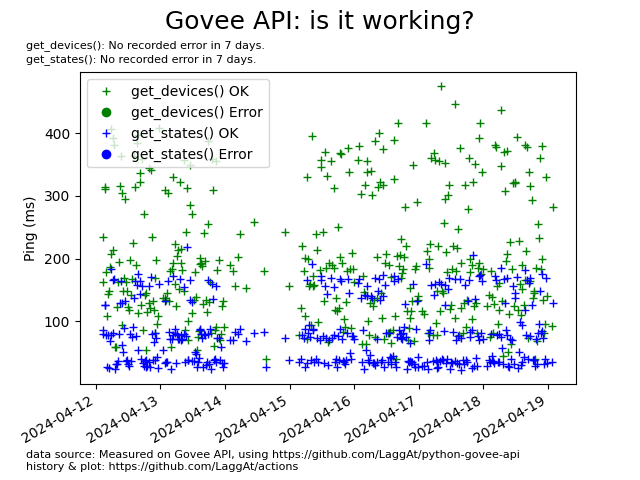 Govee API: is it working?
get_devices(): No recorded error in 7 days.
get_states(): No recorded error in 7 days.
get_devices() OK
get_devices() Error
get_states() OK
get_states() Error
Ping (ms)
400
300
200
100
2024-04-12
2024-04-13
2024-04-14
2024-04-15
2024-04-16
2024-04-17
2024-04-18
2024-04-19
data source: Measured on Govee API, using https://github.com/LaggAt/python-govee-api
history & plot: https://github.com/LaggAt/actions